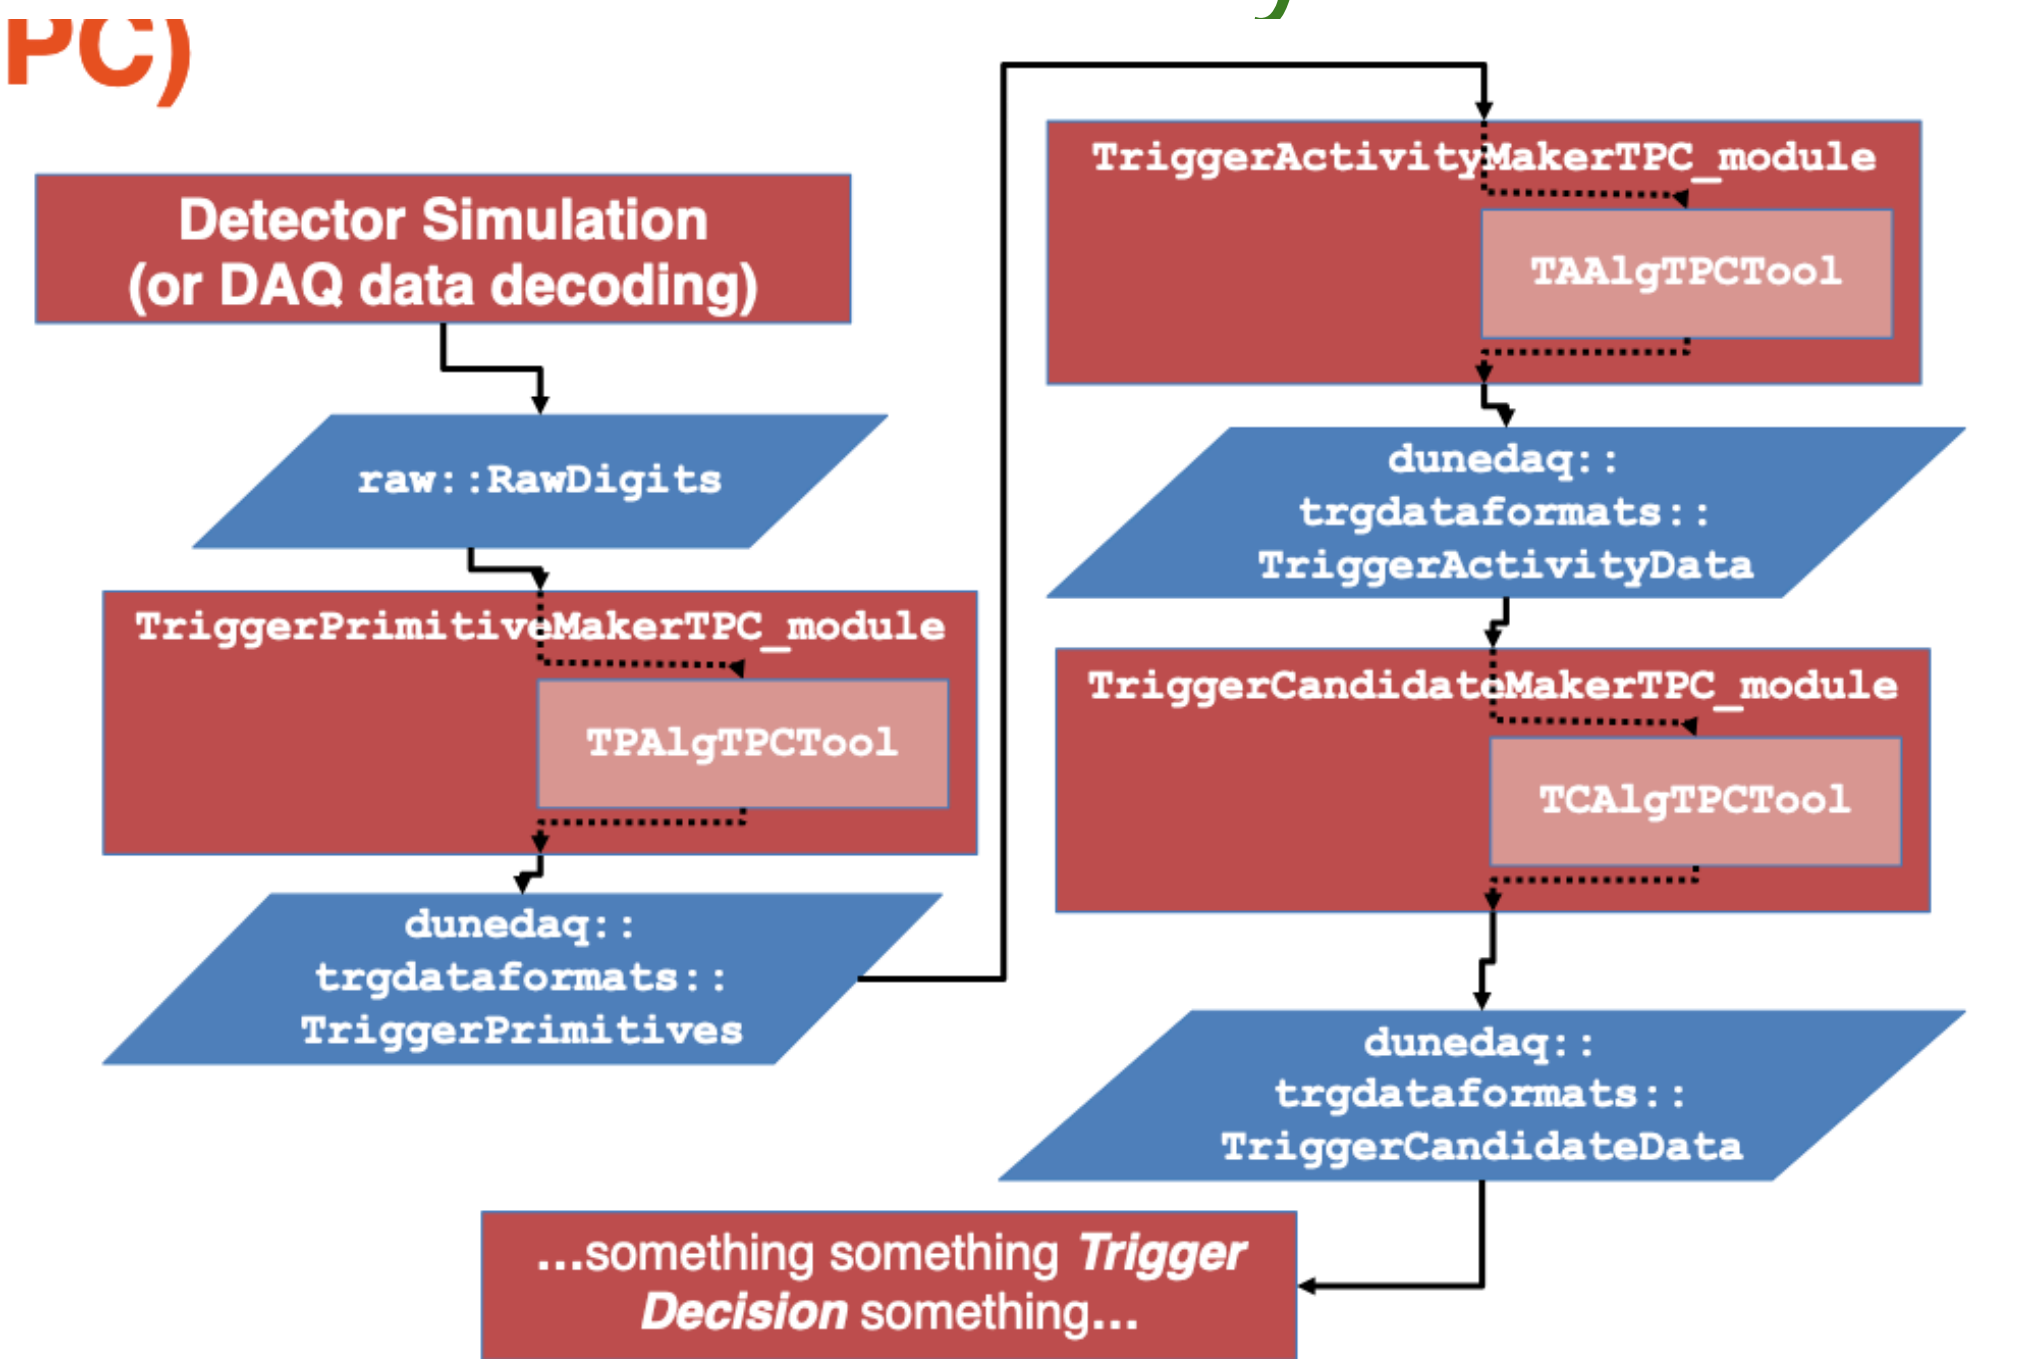 PC)
Detector Simulation
(or DAQ data decoding)
raw::RawDigits
TriggerPrimitiveMakerTPC_module
TPAlgTPCTool
dunedaq::
trgdataformats::
TriggerPrimitives
TriggerActivityMakerTPC_module
TAAlgTPCTool
dunedaq::
trgdataformats::
TriggerActivityData
TriggerCandidateMakerTPC_module
TCAlgTPCTool
dunedaq::
trgdataformats::
TriggerCandidateData
...something something Trigger
Decision something...